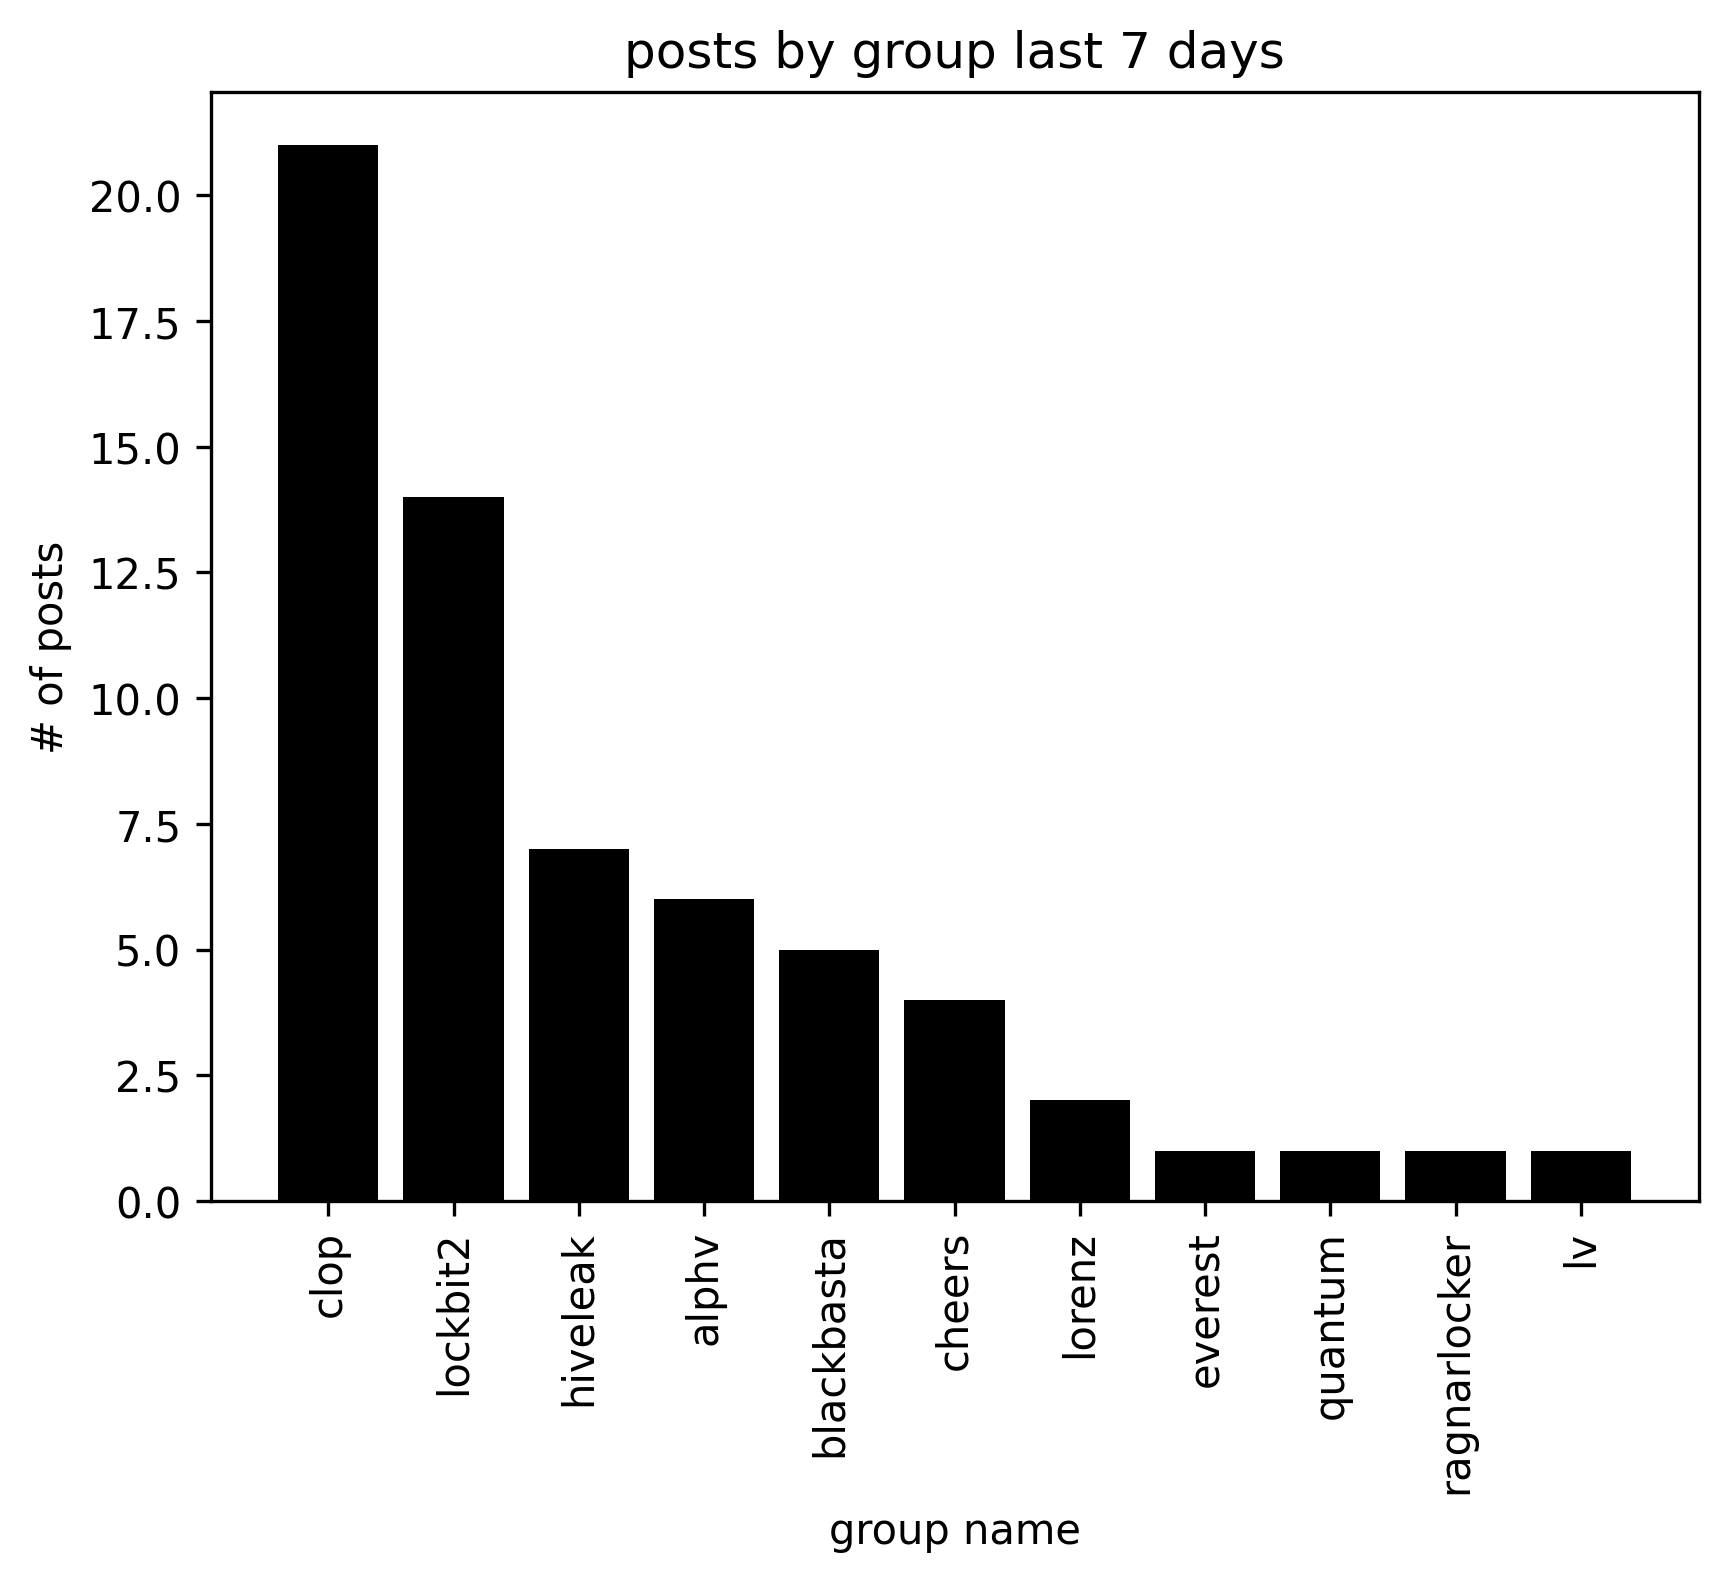 posts by group last 7 days
# of posts
20.0
17.5
15.0
12.5
10.0
7.5
5.0
2.5
0.0
clop
lockbit2
hiveleak
alphv
blackbasta
cheers
lorenz
everest
quantum
ragnarlocker
lv
group name